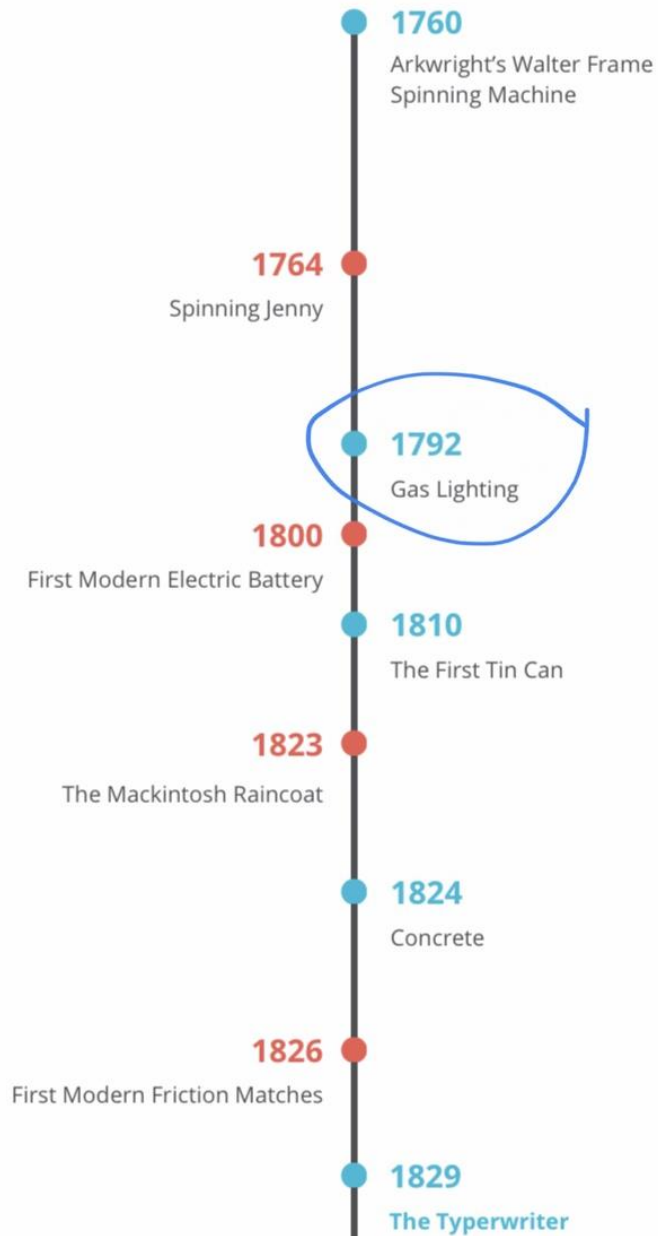 1760
Arkwright's Walter Frame
Spinning Machine
1764
Spinning Jenny
1792
Gas Lighting
1800
First Modern Electric Battery
1810
The First Tin Can
1823
The Mackintosh Raincoat
1824
Concrete
1826
First Modern Friction Matches
1829
The Typerwriter